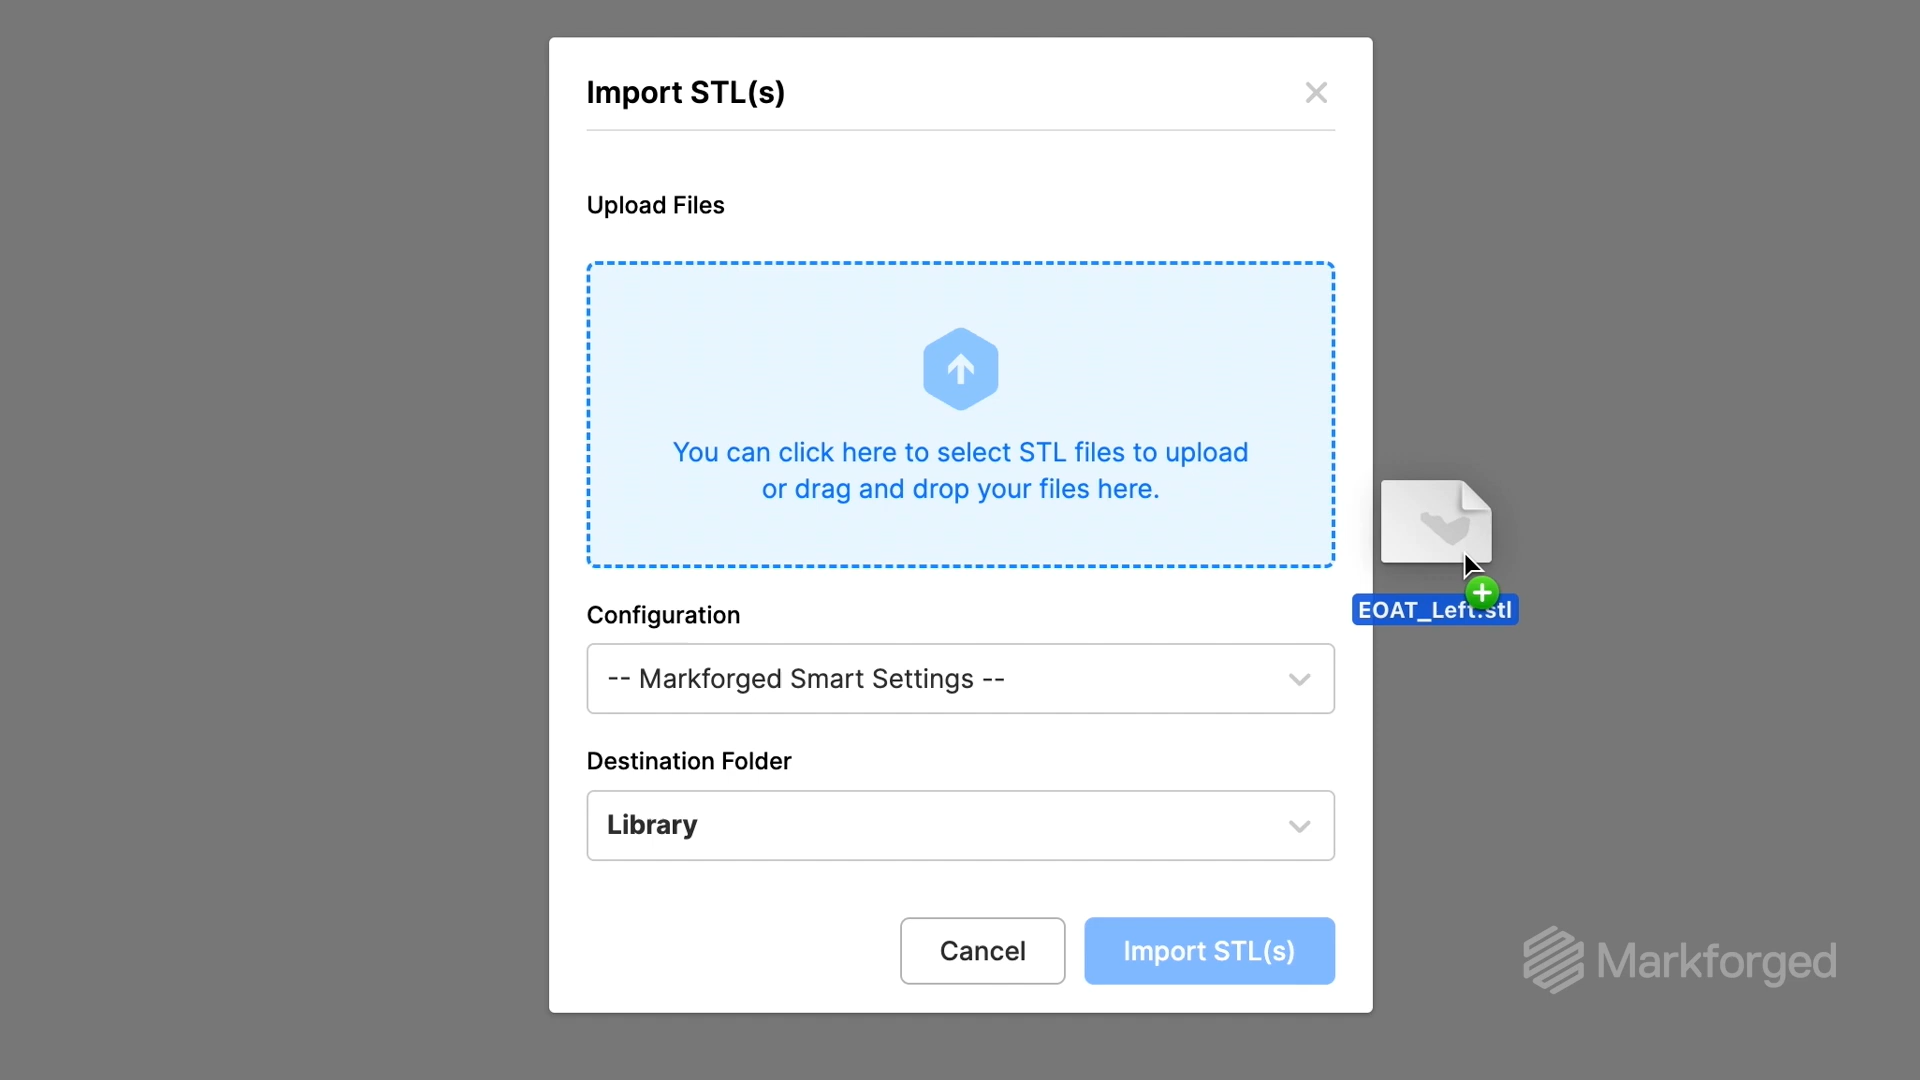 Import STL(s)
Upload Files
You can click here to select STL files to upload
or drag and drop your files here.
EOAT_Left.stl
Configuration
-- Markforged Smart Settings --
Destination Folder
Library
Cancel
Import STL(s)
Markforged